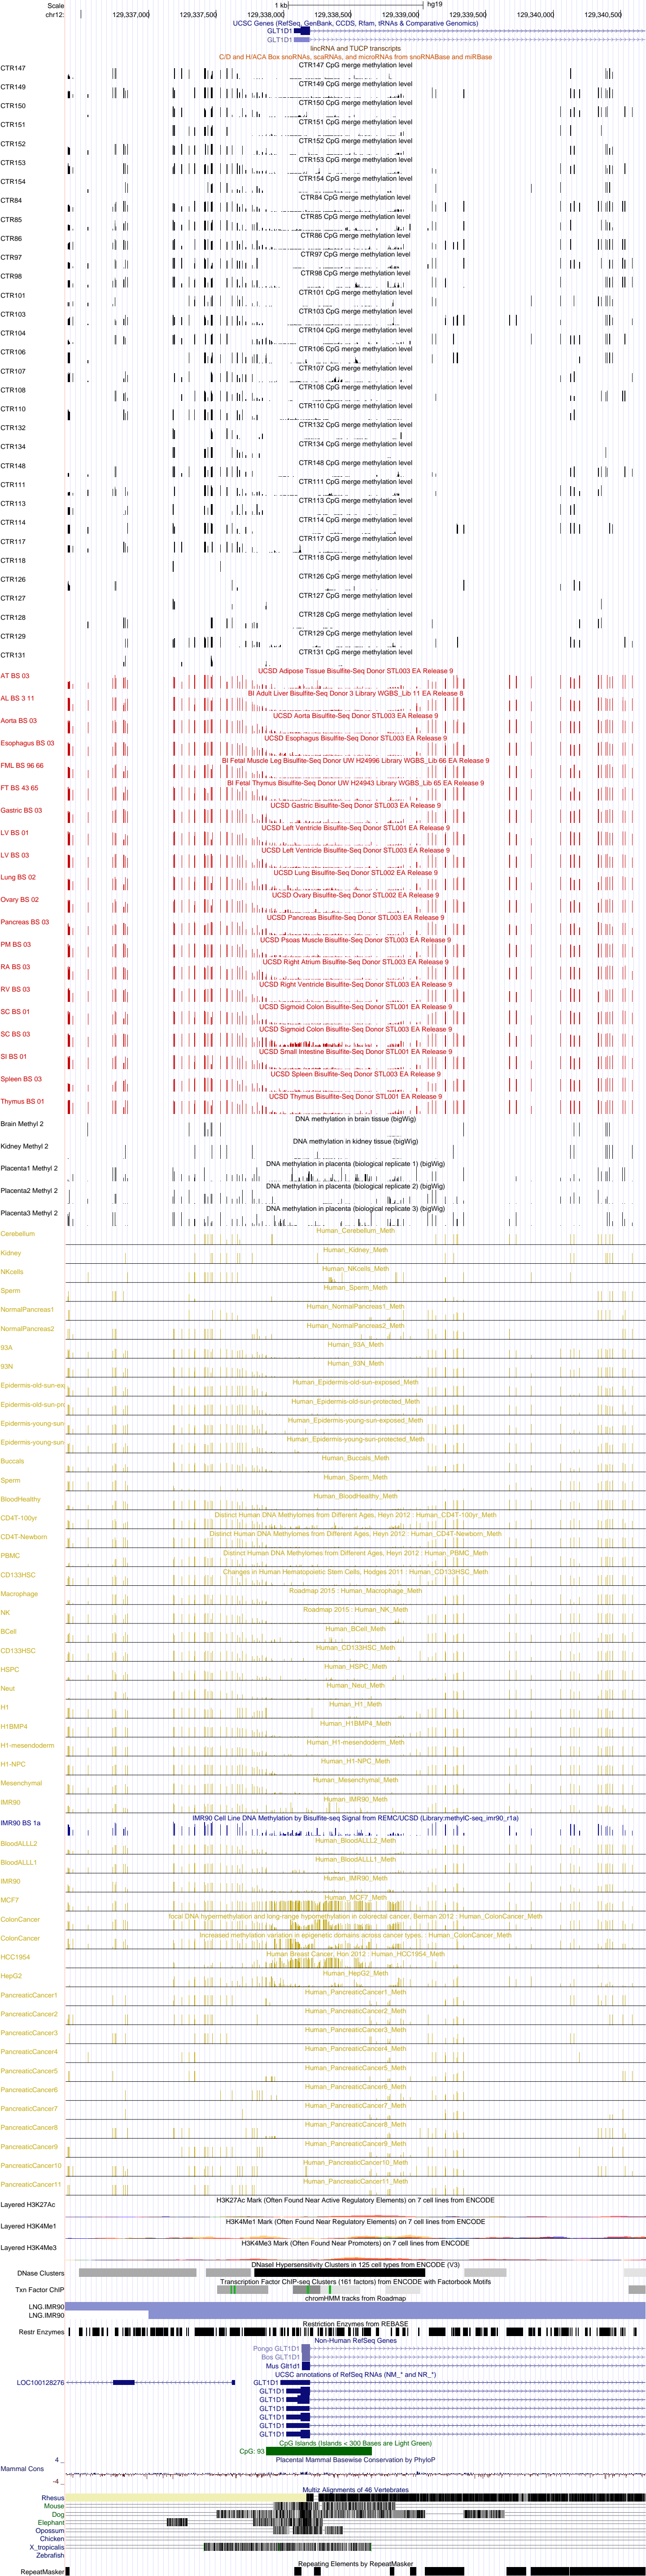 Scale 1 kb hg19
chr12: 129,337,000 129,337,500 129,338,000 129,338,500 129,339,000 129,339,500 129,340,000 129,340,500
UCSC Genes (RefSeq, GenBank, CCDS, Rfam, tRNAs & Comparative Genomics)
GLT1D1
GLT1D1
lincRNA and TUCP transcripts
C/D and H/ACA Box snoRNAs, scaRNAs, and microRNAs from snoRNABase and miRBase
CTR147 CTR147 CpG merge methylation level
CTR149 CTR149 CpG merge methylation level
CTR150 CTR150 CpG merge methylation level
CTR151 CTR151 CpG merge methylation level
CTR152 CTR152 CpG merge methylation level
CTR153 CTR153 CpG merge methylation level
CTR154 CTR154 CpG merge methylation level
CTR84 CTR84 CpG merge methylation level
CTR85 CTR85 CpG merge methylation level
CTR86 CTR86 CpG merge methylation level
CTR97 CTR97 CpG merge methylation level
CTR98 CTR98 CpG merge methylation level
CTR101 CTR101 CpG merge methylation level
CTR103 CTR103 CpG merge methylation level
CTR104 CTR104 CpG merge methylation level
CTR106 CTR106 CpG merge methylation level
CTR107 CTR107 CpG merge methylation level
CTR108 CTR108 CpG merge methylation level
CTR110 CTR110 CpG merge methylation level
CTR132 CTR132 CpG merge methylation level
CTR134 CTR134 CpG merge methylation level
CTR148 CTR148 CpG merge methylation level
CTR111 CTR111 CpG merge methylation level
CTR113 CTR113 CpG merge methylation level
CTR114 CTR114 CpG merge methylation level
CTR117 CTR117 CpG merge methylation level
CTR118 CTR118 CpG merge methylation level
CTR126 CTR126 CpG merge methylation level
CTR127 CTR127 CpG merge methylation level
CTR128 CTR128 CpG merge methylation level
CTR129 CTR129 CpG merge methylation level
CTR131 CTR131 CpG merge methylation level
AT BS 03 UCSD Adipose Tissue Bisulfite-Seq Donor STL003 EA Release 9
AL BS 3 11 BI Adult Liver Bisulfite-Seq Donor 3 Library WGBS_Lib 11 EA Release 8
Aorta BS 03 UCSD Aorta Bisulfite-Seq Donor STL003 EA Release 9
Esophagus BS 03 UCSD Esophagus Bisulfite-Seq Donor STL003 EA Release 9
FML BS 96 66 BI Fetal Muscle Leg Bisulfite-Seq Donor UW H24996 Library WGBS_Lib 66 EA Release 9
FT BS 43 65 BI Fetal Thymus Bisulfite-Seq Donor UW H24943 Library WGBS_Lib 65 EA Release 9
Gastric BS 03 UCSD Gastric Bisulfite-Seq Donor STL003 EA Release 9
LV BS 01 UCSD Left Ventricle Bisulfite-Seq Donor STL001 EA Release 9
LV BS 03 UCSD Left Ventricle Bisulfite-Seq Donor STL003 EA Release 9
Lung BS 02 UCSD Lung Bisulfite-Seq Donor STL002 EA Release 9
Ovary BS 02 UCSD Ovary Bisulfite-Seq Donor STL002 EA Release 9
Pancreas BS 03 UCSD Pancreas Bisulfite-Seq Donor STL003 EA Release 9
PM BS 03 UCSD Psoas Muscle Bisulfite-Seq Donor STL003 EA Release 9
RA BS 03 UCSD Right Atrium Bisulfite-Seq Donor STL003 EA Release 9
RV BS 03 UCSD Right Ventricle Bisulfite-Seq Donor STL003 EA Release 9
SC BS 01 UCSD Sigmoid Colon Bisulfite-Seq Donor STL001 EA Release 9
SC BS 03 UCSD Sigmoid Colon Bisulfite-Seq Donor STL003 EA Release 9
SI BS 01 UCSD Small Intestine Bisulfite-Seq Donor STL001 EA Release 9
Spleen BS 03 UCSD Spleen Bisulfite-Seq Donor STL003 EA Release 9
Thymus BS 01 UCSD Thymus Bisulfite-Seq Donor STL001 EA Release 9
Brain Methyl 2 DNA methylation in brain tissue (bigWig)
Kidney Methyl 2 DNA methylation in kidney tissue (bigWig)
Placenta1 Methyl 2 DNA methylation in placenta (biological replicate 1) (bigWig)
Placenta2 Methyl 2 DNA methylation in placenta (biological replicate 2) (bigWig)
Placenta3 Methyl 2 DNA methylation in placenta (biological replicate 3) (bigWig)
Cerebellum Human_Cerebellum_Meth
Kidney Human_Kidney_Meth
NKcells Human_NKcells_Meth
Sperm Human_Sperm_Meth
NormalPancreas1 Human_NormalPancreas1_Meth
NormalPancreas2 Human_NormalPancreas2_Meth
93A Human_93A_Meth
93N Human_93N_Meth
Epidermis-old-sun-ex Human_Epidermis-old-sun-exposed_Meth
Epidermis-old-sun-pr Human_Epidermis-old-sun-protected_Meth
Epidermis-young-sun Human_Epidermis-young-sun-exposed_Meth
Epidermis-young-sun Human_Epidermis-young-sun-protected_Meth
Buccals Human_Buccals_Meth
Sperm Human_Sperm_Meth
BloodHealthy Human_BloodHealthy_Meth
CD4T-100yr Distinct Human DNA Methylomes from Different Ages, Heyn 2012 : Human_CD4T-100yr_Meth
CD4T-Newborn Distinct Human DNA Methylomes from Different Ages, Heyn 2012 : Human_CD4T-Newborn_Meth
PBMC Distinct Human DNA Methylomes from Different Ages, Heyn 2012 : Human_PBMC_Meth
CD133HSC Changes in Human Hematopoietic Stem Cells, Hodges 2011 : Human_CD133HSC_Meth
Macrophage Roadmap 2015 : Human_Macrophage_Meth
NK Roadmap 2015 : Human_NK_Meth
BCell Human_BCell_Meth
CD133HSC Human_CD133HSC_Meth
HSPC Human_HSPC_Meth
Neut Human_Neut_Meth
H1 Human_H1_Meth
H1BMP4 Human_H1BMP4_Meth
H1-mesendoderm Human_H1-mesendoderm_Meth
H1-NPC Human_H1-NPC_Meth
Mesenchymal Human_Mesenchymal_Meth
IMR90 Human_IMR90_Meth
IMR90 BS 1a IMR90 Cell Line DNA Methylation by Bisulfite-seq Signal from REMC/UCSD (Library:methylC-seq_imr90_r1a)
BloodALLL2 Human_BloodALLL2_Meth
BloodALLL1 Human_BloodALLL1_Meth
IMR90 Human_IMR90_Meth
MCF7 Human_MCF7_Meth
ColonCancer focal DNA hypermethylation and long-range hypomethylation in colorectal cancer, Berman 2012 : Human_ColonCancer_Meth
ColonCancer Increased methylation variation in epigenetic domains across cancer types. : Human_ColonCancer_Meth
HCC1954 Human Breast Cancer, Hon 2012 : Human_HCC1954_Meth
HepG2 Human_HepG2_Meth
PancreaticCancer1 Human_PancreaticCancer1_Meth
PancreaticCancer2 Human_PancreaticCancer2_Meth
PancreaticCancer3 Human_PancreaticCancer3_Meth
PancreaticCancer4 Human_PancreaticCancer4_Meth
PancreaticCancer5 Human_PancreaticCancer5_Meth
PancreaticCancer6 Human_PancreaticCancer6_Meth
PancreaticCancer7 Human_PancreaticCancer7_Meth
PancreaticCancer8 Human_PancreaticCancer8_Meth
PancreaticCancer9 Human_PancreaticCancer9_Meth
PancreaticCancer10 Human_PancreaticCancer10_Meth
PancreaticCancer11 Human_PancreaticCancer11_Meth
H3K27Ac Mark (Often Found Near Active Regulatory Elements) on 7 cell lines from ENCODE
Layered H3K27Ac
H3K4Me1 Mark (Often Found Near Regulatory Elements) on 7 cell lines from ENCODE
Layered H3K4Me1
H3K4Me3 Mark (Often Found Near Promoters) on 7 cell lines from ENCODE
Layered H3K4Me3
DNaseI Hypersensitivity Clusters in 125 cell types from ENCODE (V3)
DNase Clusters
Transcription Factor ChIP-seq Clusters (161 factors) from ENCODE with Factorbook Motifs
Txn Factor ChIP
chromHMM tracks from Roadmap
LNG.IMR90
LNG.IMR90
Restriction Enzymes from REBASE
Restr Enzymes
Non-Human RefSeq Genes
Pongo GLT1D1
Bos GLT1D1
Mus Glt1d1
UCSC annotations of RefSeq RNAs (NM_* and NR_*)
LOC100128276 GLT1D1
GLT1D1
GLT1D1
GLT1D1
GLT1D1
GLT1D1
GLT1D1
CpG Islands (Islands < 300 Bases are Light Green)
CpG: 93
Placental Mammal Basewise Conservation by PhyloP
4 _
Mammal Cons
-4 _
Multiz Alignments of 46 Vertebrates
Rhesus
Mouse
Dog
Elephant
Opossum
Chicken
X_tropicalis
Zebrafish
Repeating Elements by RepeatMasker
RepeatMasker